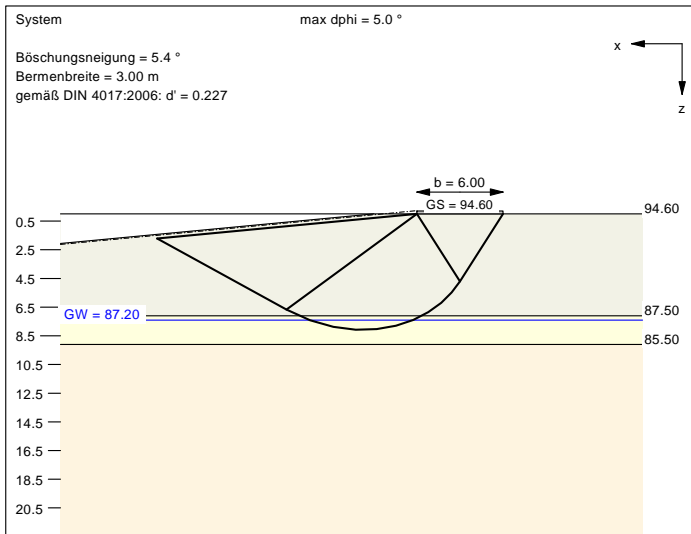 System
max dphi = 5.0 °
Böschungsneigung = 5.4 °
Bermenbreite = 3.00 m
gemäß DIN 4017:2006: d' = 0.227
x
z
b = 6.00
GS = 94.60
94.60
0.5
2.5
4.5
6.5
GW = 87.20
87.50
8.5
85.50
10.5
12.5
14.5
16.5
18.5
20.5